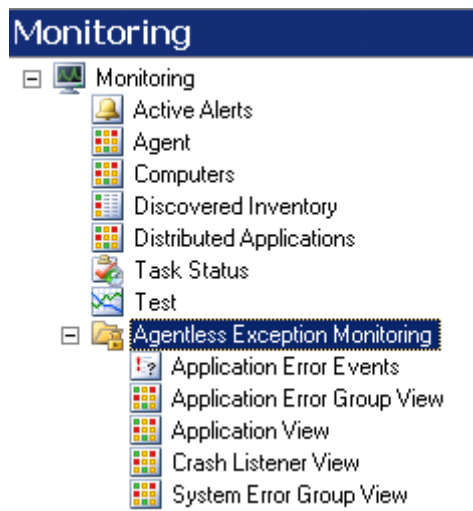 Monitoring
Monitoring
Active Alerts
Agent
Computers
Discovered Inventory
Distributed Applications
Task Status
Test
Agentless Exception Monitoring
Application Error Events
Application Error Group View
Application View
Crash Listener View
System Error Group View